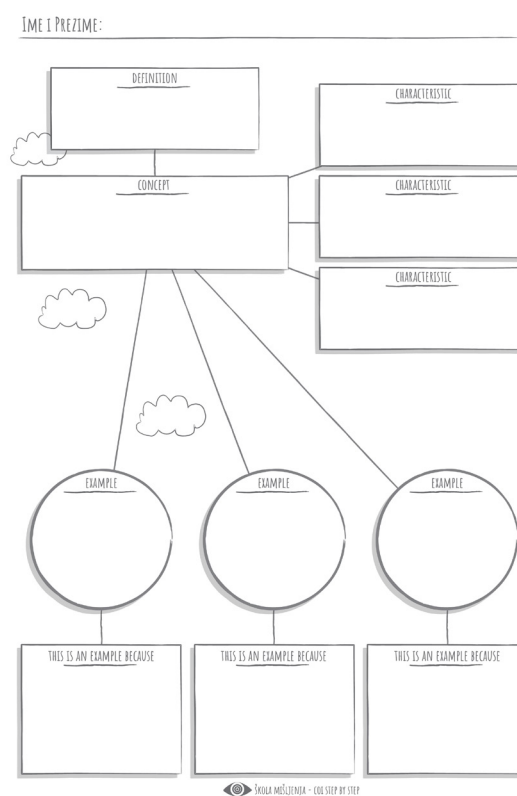 Ime i Prezime:
DEFINITION
CHARACTERISTIC
CONCEPT
CHARACTERISTIC
CHARACTERISTIC
EXAMPLE
EXAMPLE
EXAMPLE
THIS IS AN EXAMPLE BECAUSE
THIS IS AN EXAMPLE BECAUSE
THIS IS AN EXAMPLE BECAUSE
ŠKOLA MIŠLJENJA - COI STEP BY STEP